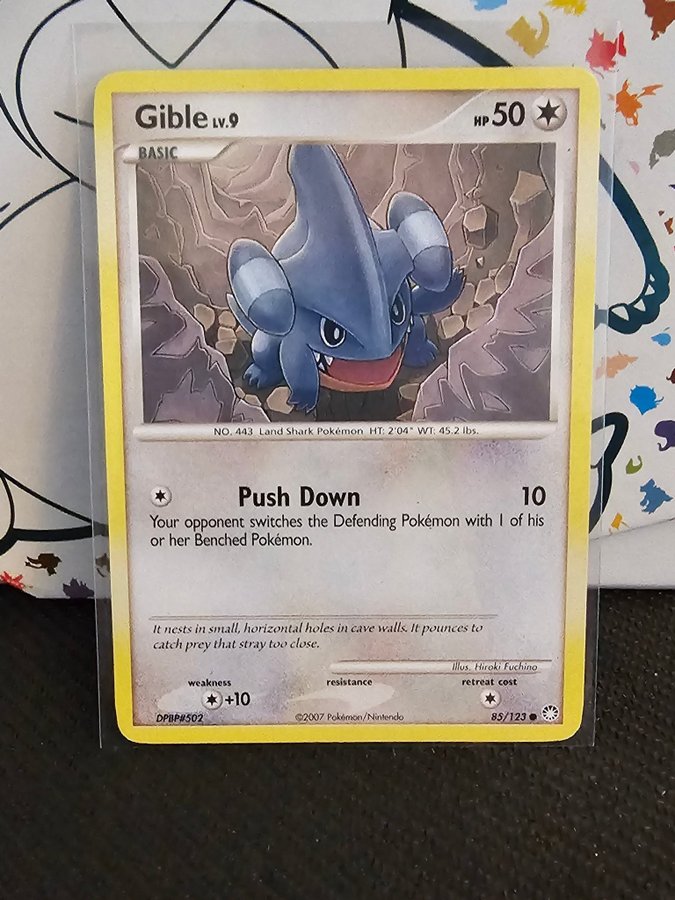 Gible LV.9 HP 50
BASIC
NO. 443 Land Shark Pokémon HT: 2'04" WT: 45.2 lbs.
Push Down 10
Your opponent switches the Defending Pokémon with 1 of his
or her Benched Pokémon.
It nests in small, horizontal holes in cave walls. It pounces to
catch prey that stray too close.
Illus. Hiroki Fuchino
weakness resistance retreat cost
+10
DPBP#502 ©2007 Pokémon/Nintendo 85/123